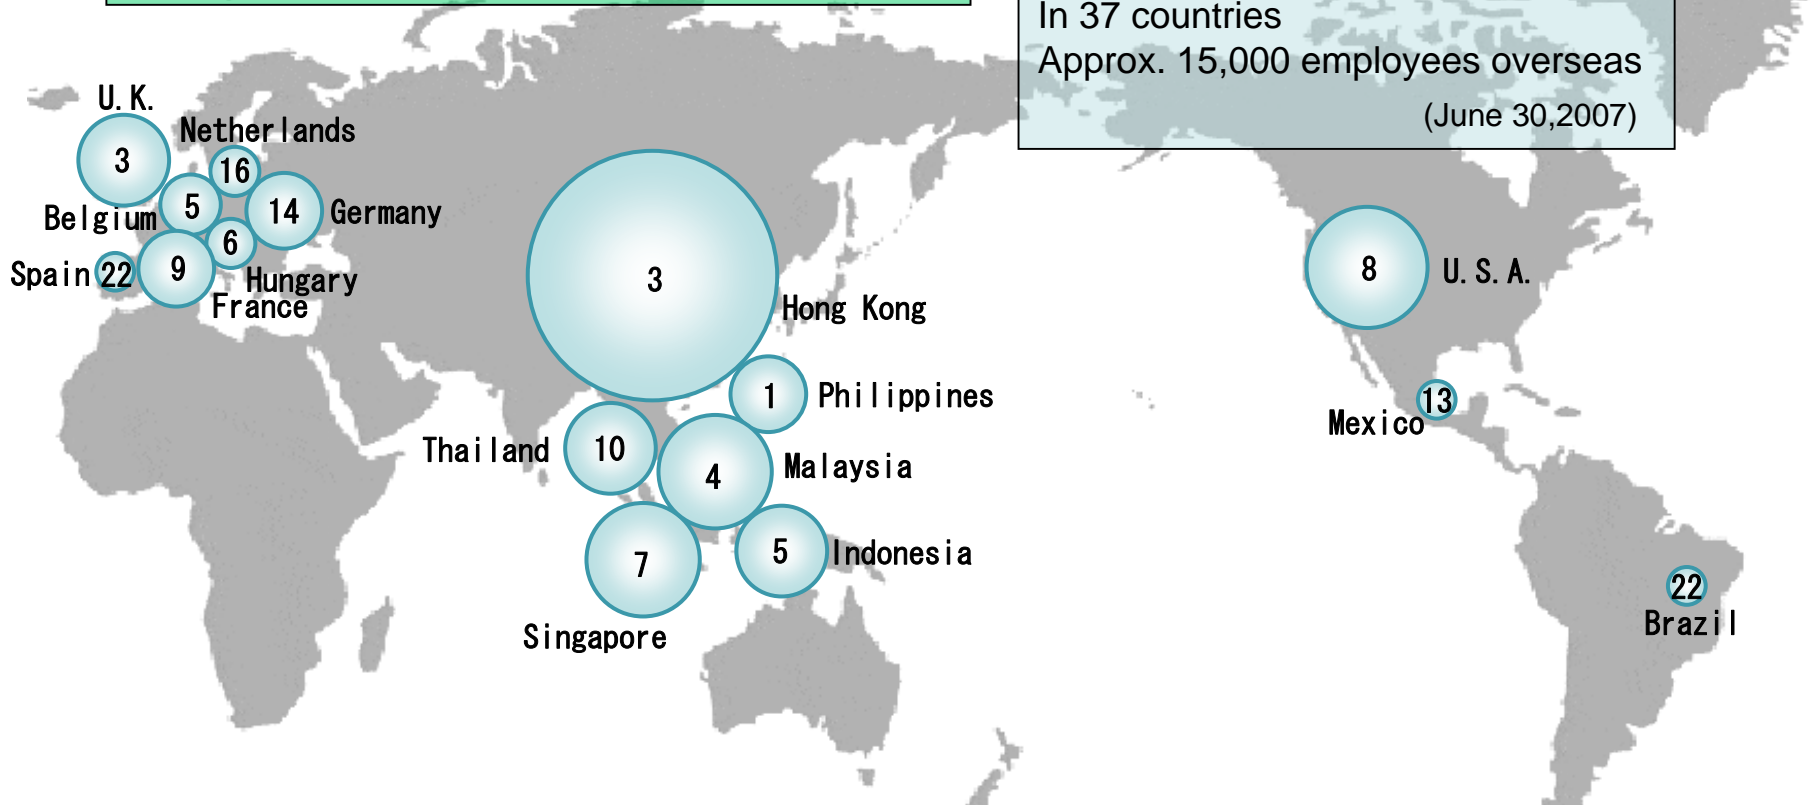 In 37 countries
Approx. 15,000 employees overseas
(June 30,2007)
U.K.
3
Netherlands
16
5
Belgium
14
Germany
6
Hungary
Spain
22
9
France
3
Hong Kong
1
Philippines
Thailand
10
4
Malaysia
7
Singapore
5
Indonesia
8
U.S.A.
13
Mexico
22
Brazil